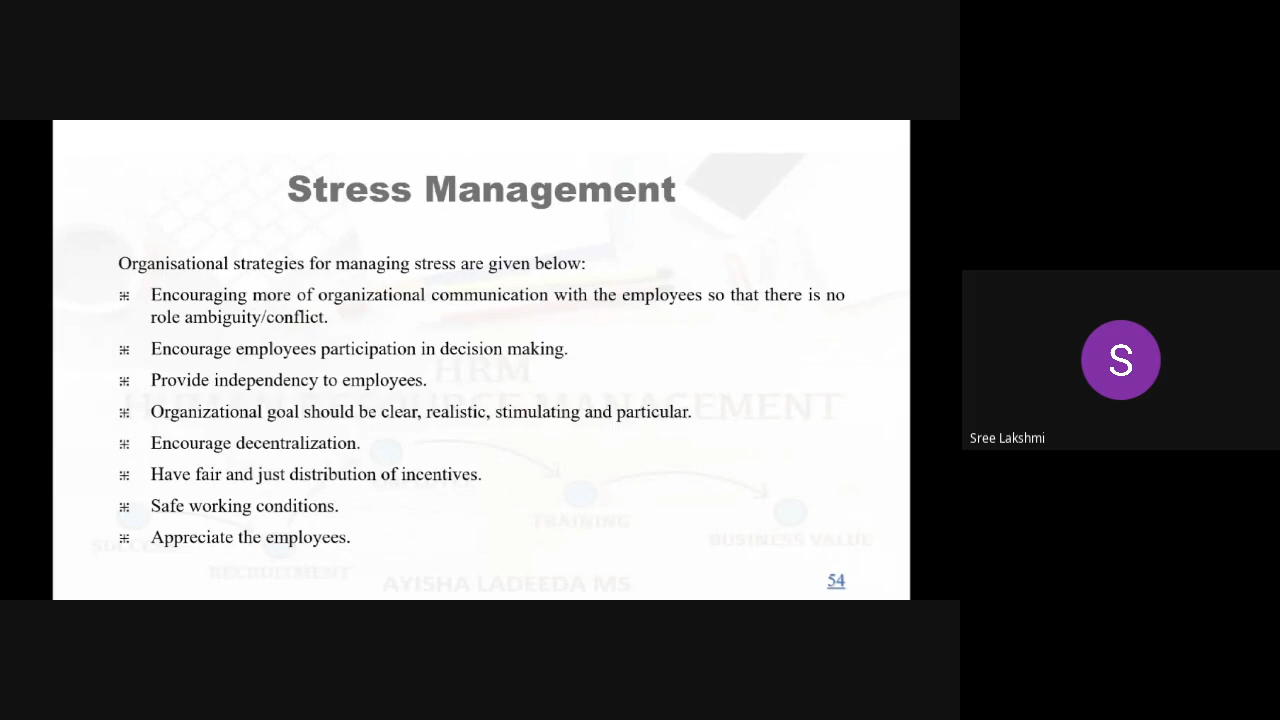 Stress Management
Organisational strategies for managing stress are given below:
Encouraging more of organizational communication with the employees so that there is no
role ambiguity/conflict.
Encourage employees participation in decision making.
HRM
Provide independency to employees.
HUMAN RESOURCE MANAGEMENT
Organizational goal should be clear, realistic, stimulating and particular.
Encourage decentralization.
Have fair and just distribution of incentives.
Safe working conditions.
TRAINING
Appreciate the employees.
SUCCESS
BUSINESS VALUE
RECRUITMENT
AYISHA LADEEDA MS
54
S
Sree Lakshmi